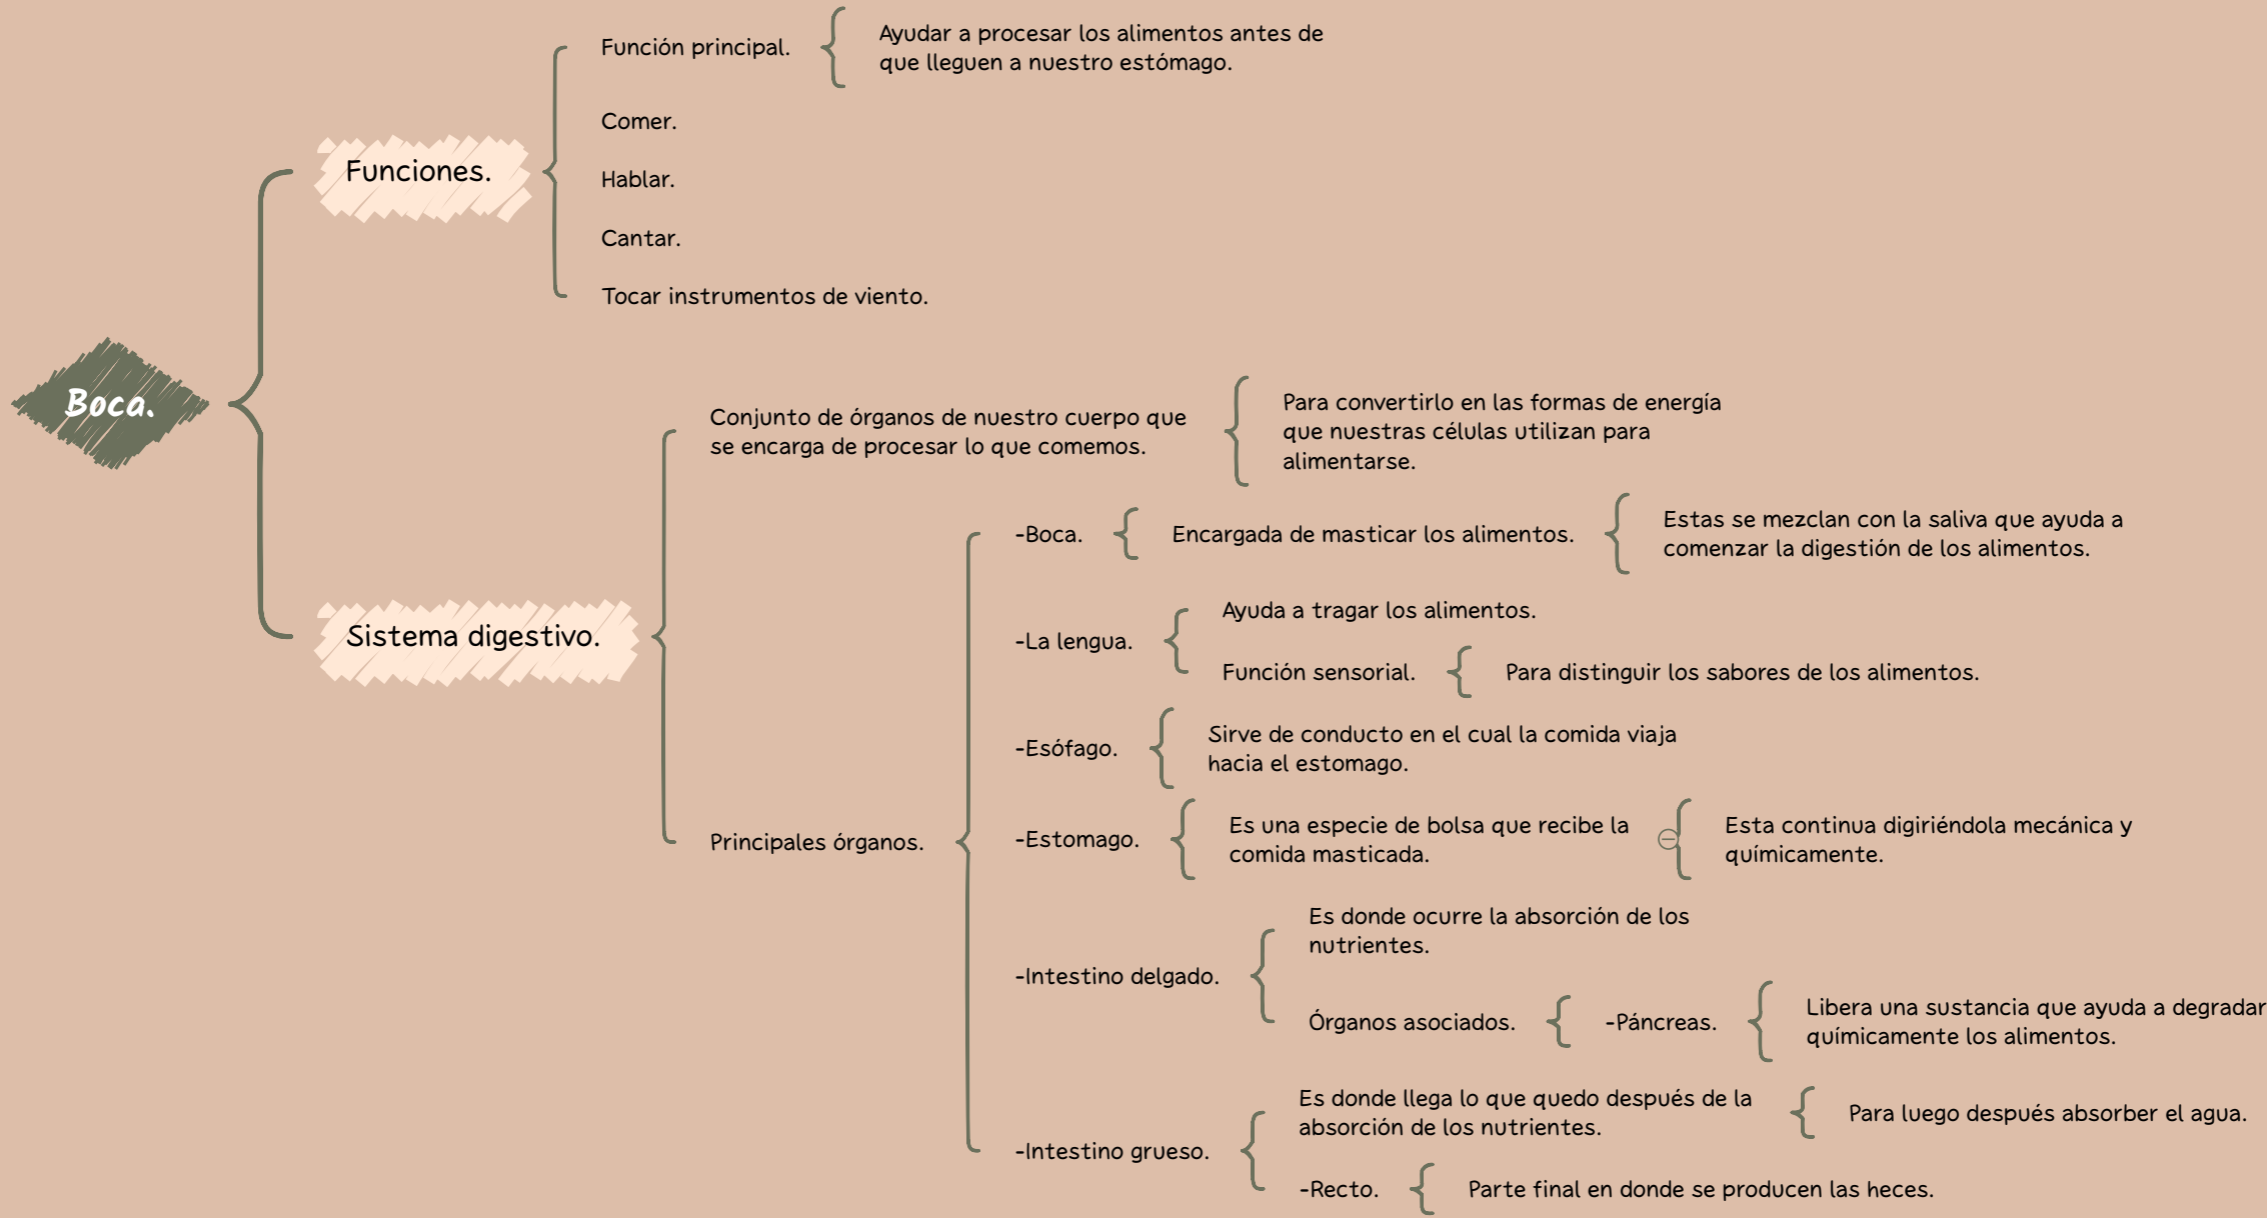 Boca.
Funciones.
Función principal.
Ayudar a procesar los alimentos antes de
que lleguen a nuestro estómago.
Comer.
Hablar.
Cantar.
Tocar instrumentos de viento.
Sistema digestivo.
Conjunto de órganos de nuestro cuerpo que
se encarga de procesar lo que comemos.
Para convertirlo en las formas de energía
que nuestras células utilizan para
alimentarse.
Principales órganos.
-Boca.
Encargada de masticar los alimentos.
Estas se mezclan con la saliva que ayuda a
comenzar la digestión de los alimentos.
-La lengua.
Ayuda a tragar los alimentos.
Función sensorial.
Para distinguir los sabores de los alimentos.
-Esófago.
Sirve de conducto en el cual la comida viaja
hacia el estomago.
-Estomago.
Es una especie de bolsa que recibe la
comida masticada.
Esta continua digiriéndola mecánica y
químicamente.
-Intestino delgado.
Es donde ocurre la absorción de los
nutrientes.
Órganos asociados.
-Páncreas.
Libera una sustancia que ayuda a degradar
químicamente los alimentos.
-Intestino grueso.
Es donde llega lo que quedo después de la
absorción de los nutrientes.
Para luego después absorber el agua.
-Recto.
Parte final en donde se producen las heces.